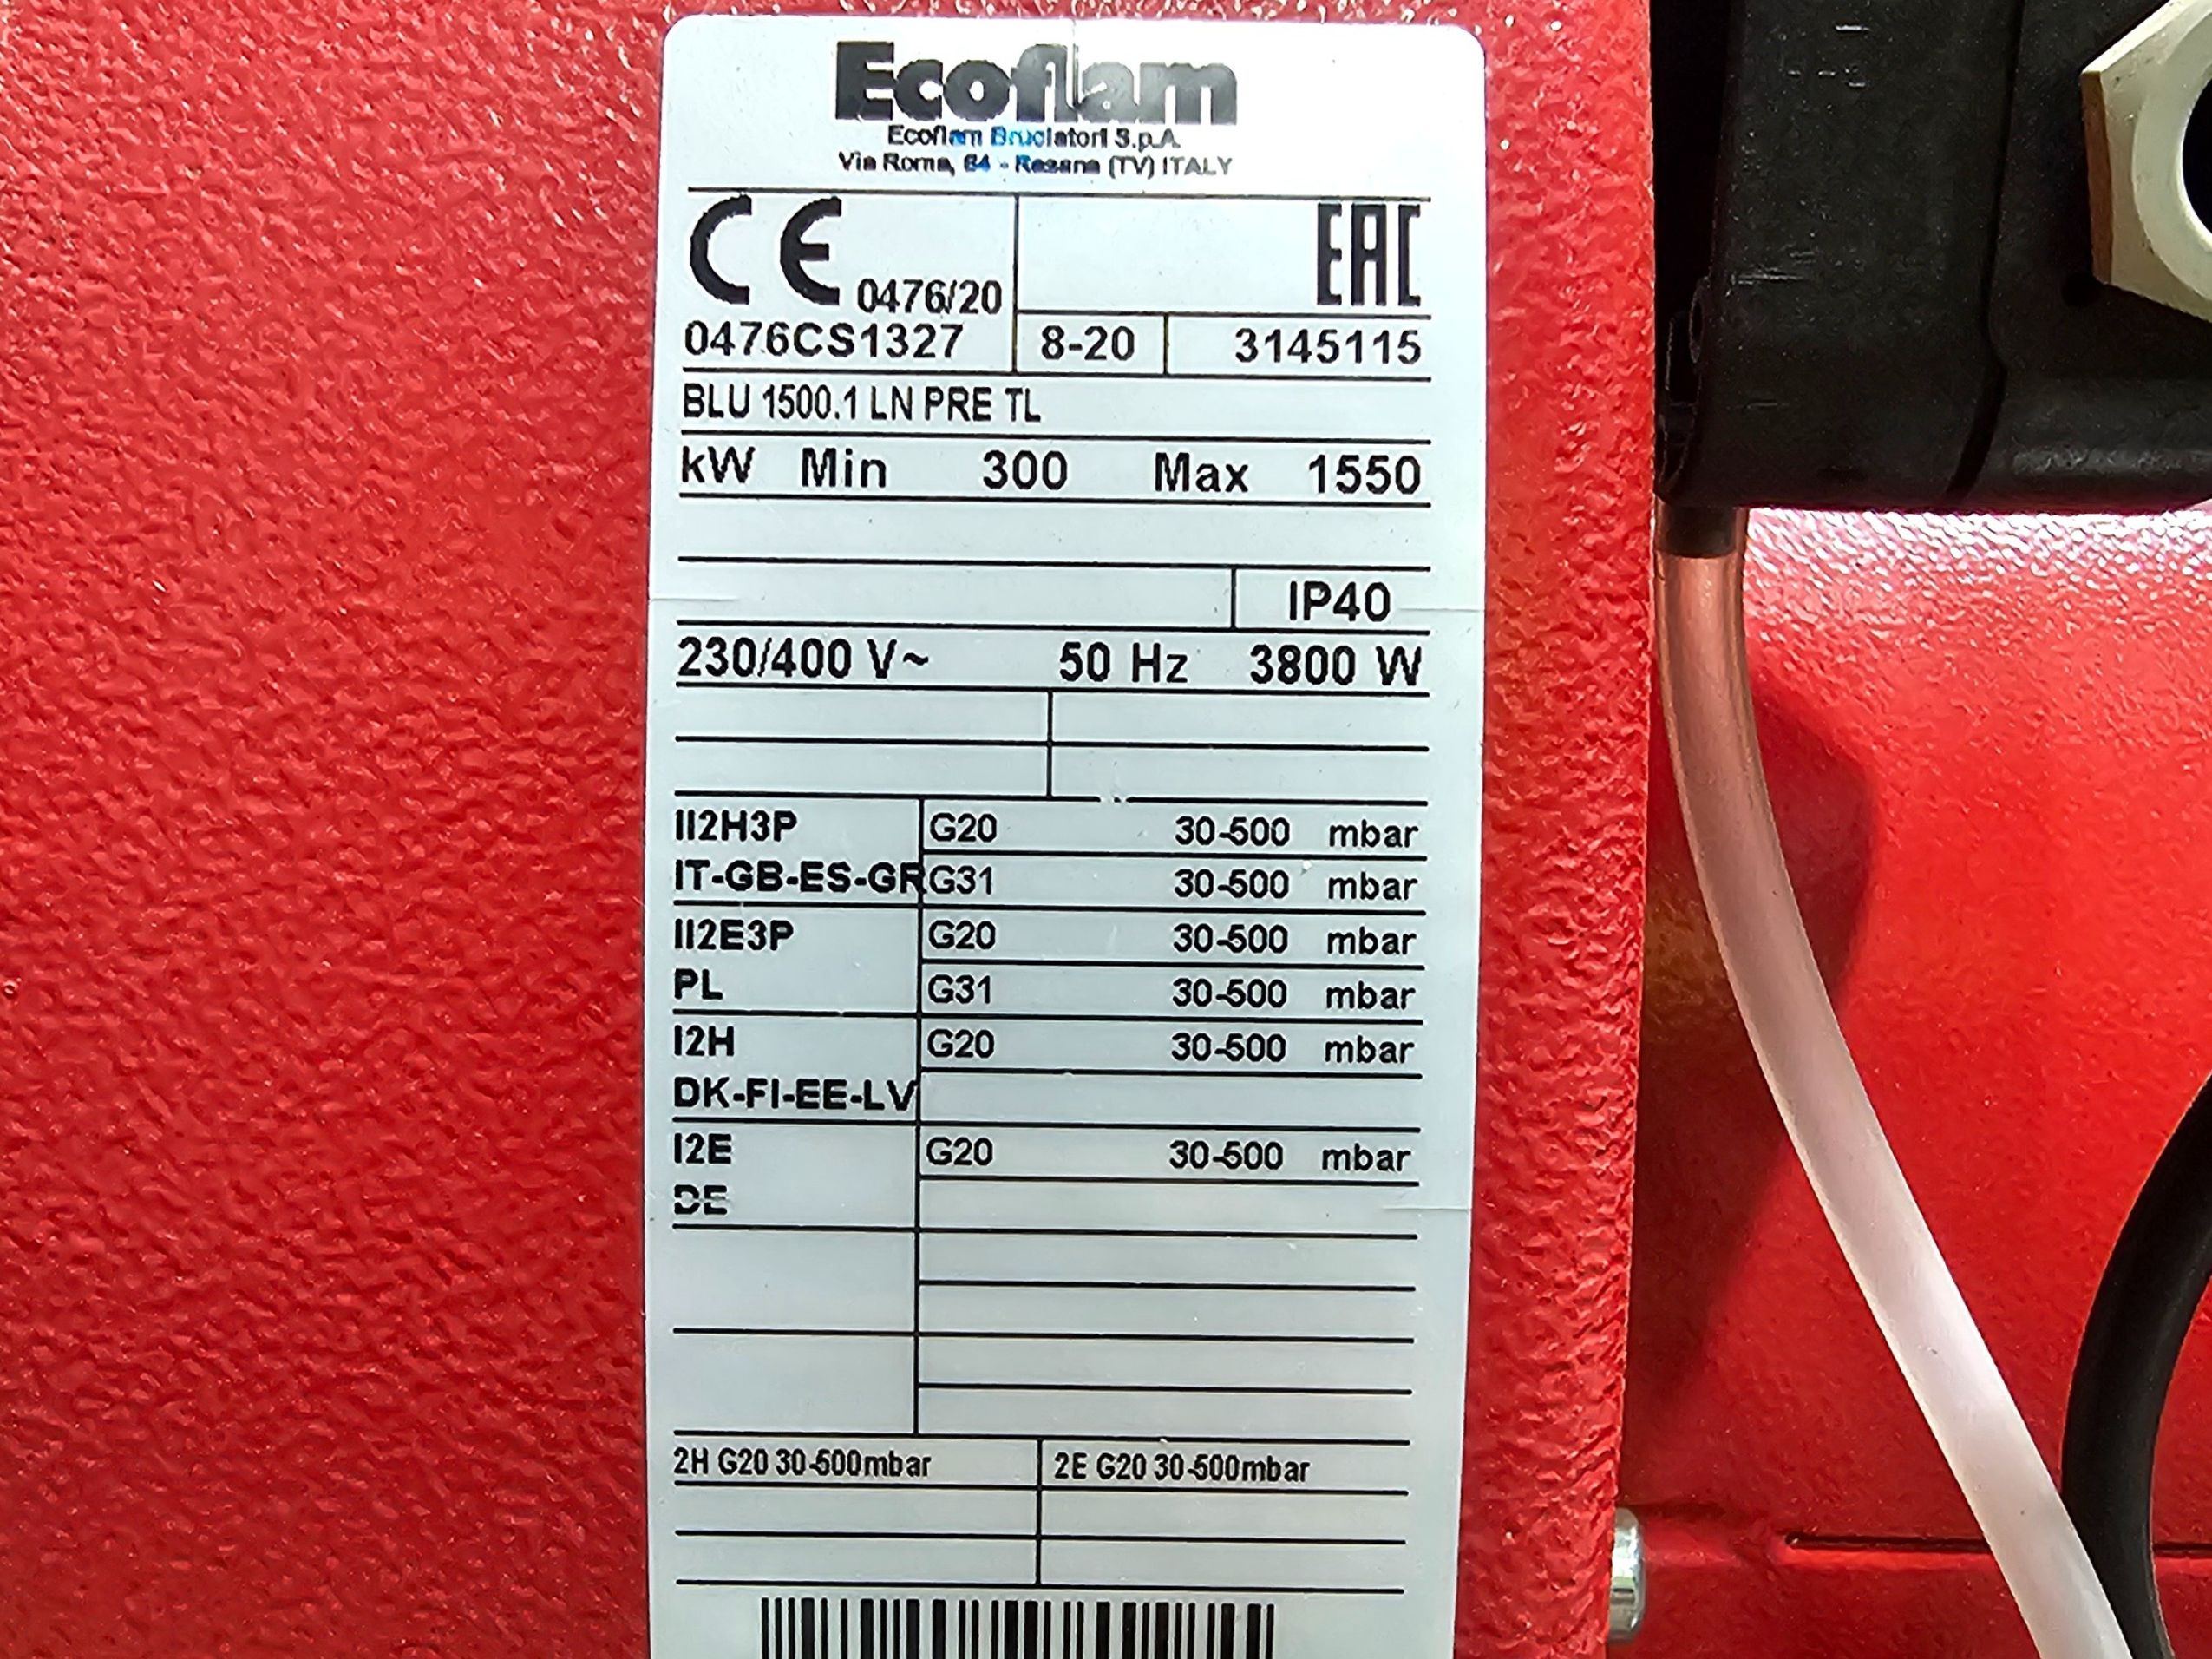 Ecoflam
Ecoflam Bruciatori S.p.A.
Via Roma, 64 - Resana (TV) ITALY
CE 0476/20
EAC
0476CS1327 8-20 3145115
BLU 1500.1 LN PRE TL
kW Min 300 Max 1550
IP40
230/400 V~ 50 Hz 3800 W
II2H3P G20 30-500 mbar
IT-GB-ES-GR G31 30-500 mbar
II2E3P G20 30-500 mbar
PL G31 30-500 mbar
I2H G20 30-500 mbar
DK-FI-EE-LV
I2E G20 30-500 mbar
DE
2H G20 30-500mbar 2E G20 30-500mbar